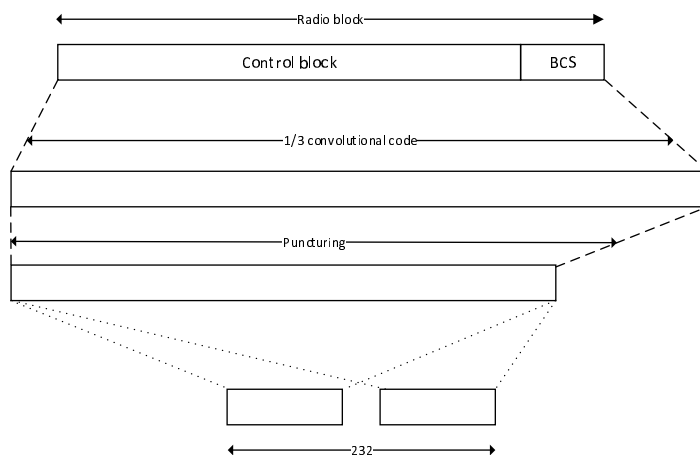 Radio block
Control block
BCS
1/3 convolutional code
Puncturing
232